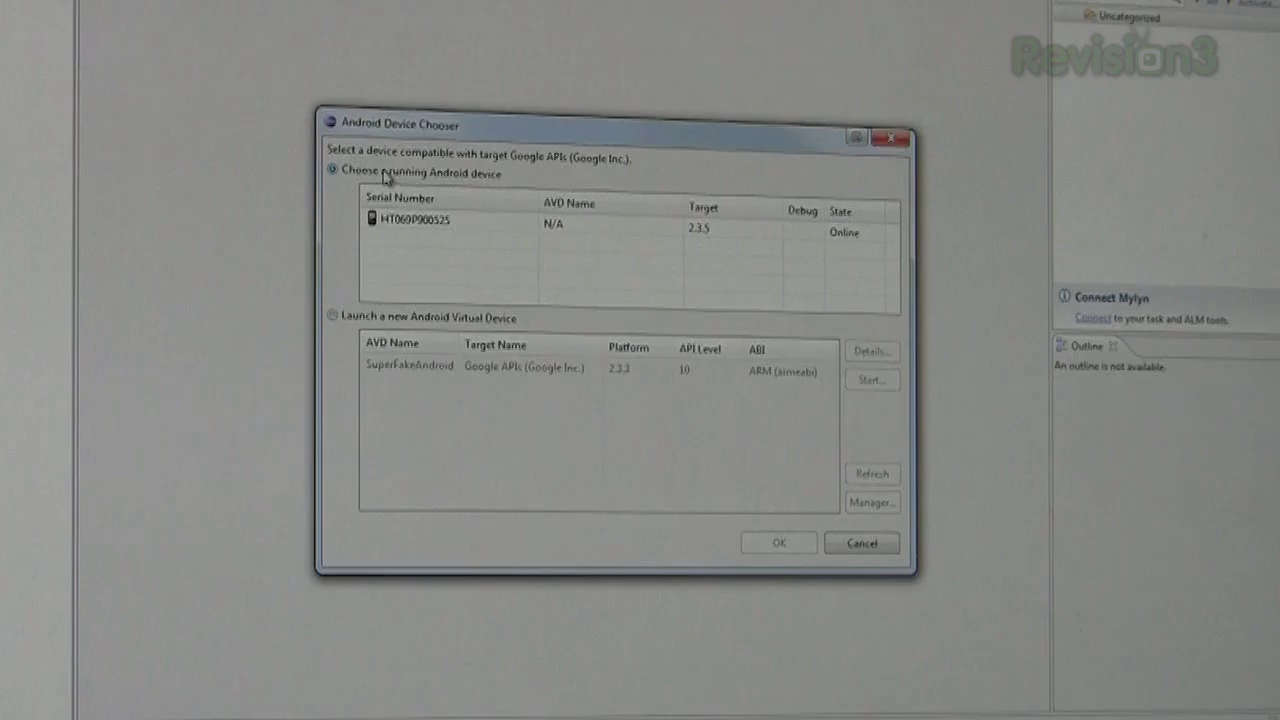 Activate...
Uncategorized
Revision3
Android Device Chooser
Select a device compatible with target Google APIs (Google Inc.).
Choose a running Android device
Serial Number AVD Name Target Debug State
HT069P900525 N/A 2.3.5 Online
Launch a new Android Virtual Device
AVD Name Target Name Platform API Level ABI
SuperFakeAndroid Google APIs (Google Inc.) 2.3.3 10 ARM (armeabi)
Details...
Start...
Refresh
Manager...
OK Cancel
Connect Mylyn
Connect to your task and ALM tools.
Outline
An outline is not available.